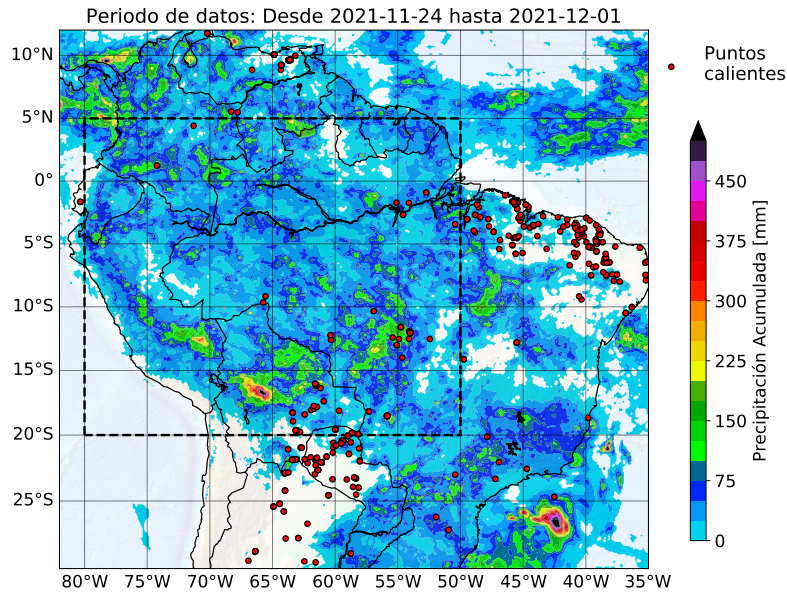 Periodo de datos: Desde 2021-11-24 hasta 2021-12-01
10°N
5°N
0°
5°S
10°S
15°S
20°S
25°S
80°W 75°W 70°W 65°W 60°W 55°W 50°W 45°W 40°W 35°W
Puntos
calientes
450
375
300
225
150
75
0
Precipitación Acumulada [mm]